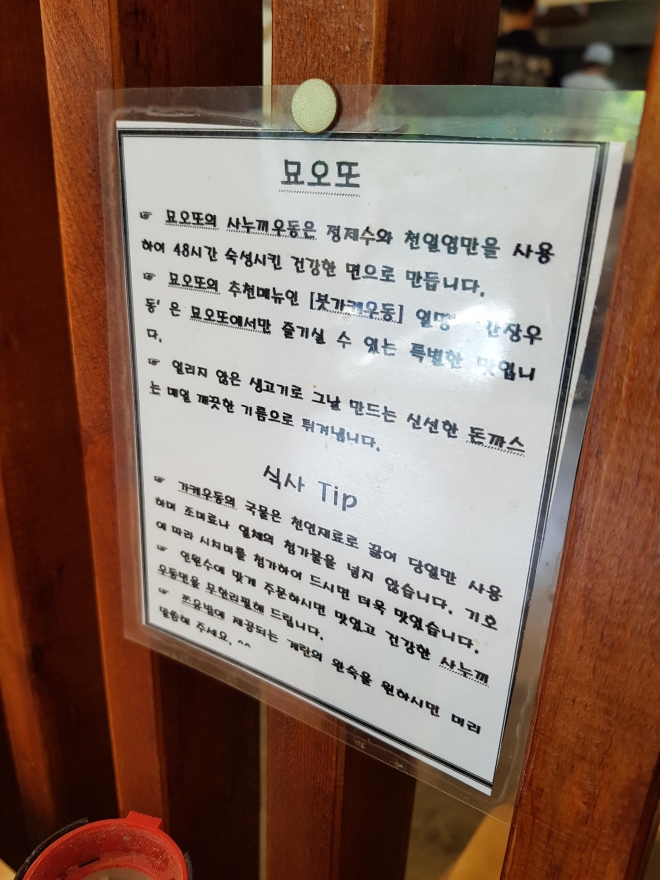 묘오또
☞ 묘오또의 사누끼우동은 정제수와 천일염만을 사용
하여 48시간 숙성시킨 건강한 면으로 만듭니다.
☞ 묘오또의 추천메뉴인 [붓가케우동] 일명 '간장우
동' 은 묘오또에서만 즐기실 수 있는 특별한 맛입니
다.
☞ 얼리지 않은 생고기로 그날 만드는 신선한 돈까스
는 매일 깨끗한 기름으로 튀겨냅니다.
식사 Tip
☞ 가케우동의 국물은 천연재료로 끓여 당일만 사용
하며 조미료나 일체의 첨가물을 넣지 않습니다. 기호
에 따라 시치미를 첨가하여 드시면 더욱 맛있습니다.
☞ 인원수에 맞게 주문하시면 맛있고 건강한 사누끼
우동면을 무한리필해 드립니다.
☞ 쯔유밥에 제공되는 계란의 완숙을 원하시면 미리
말씀해 주세요. ^^